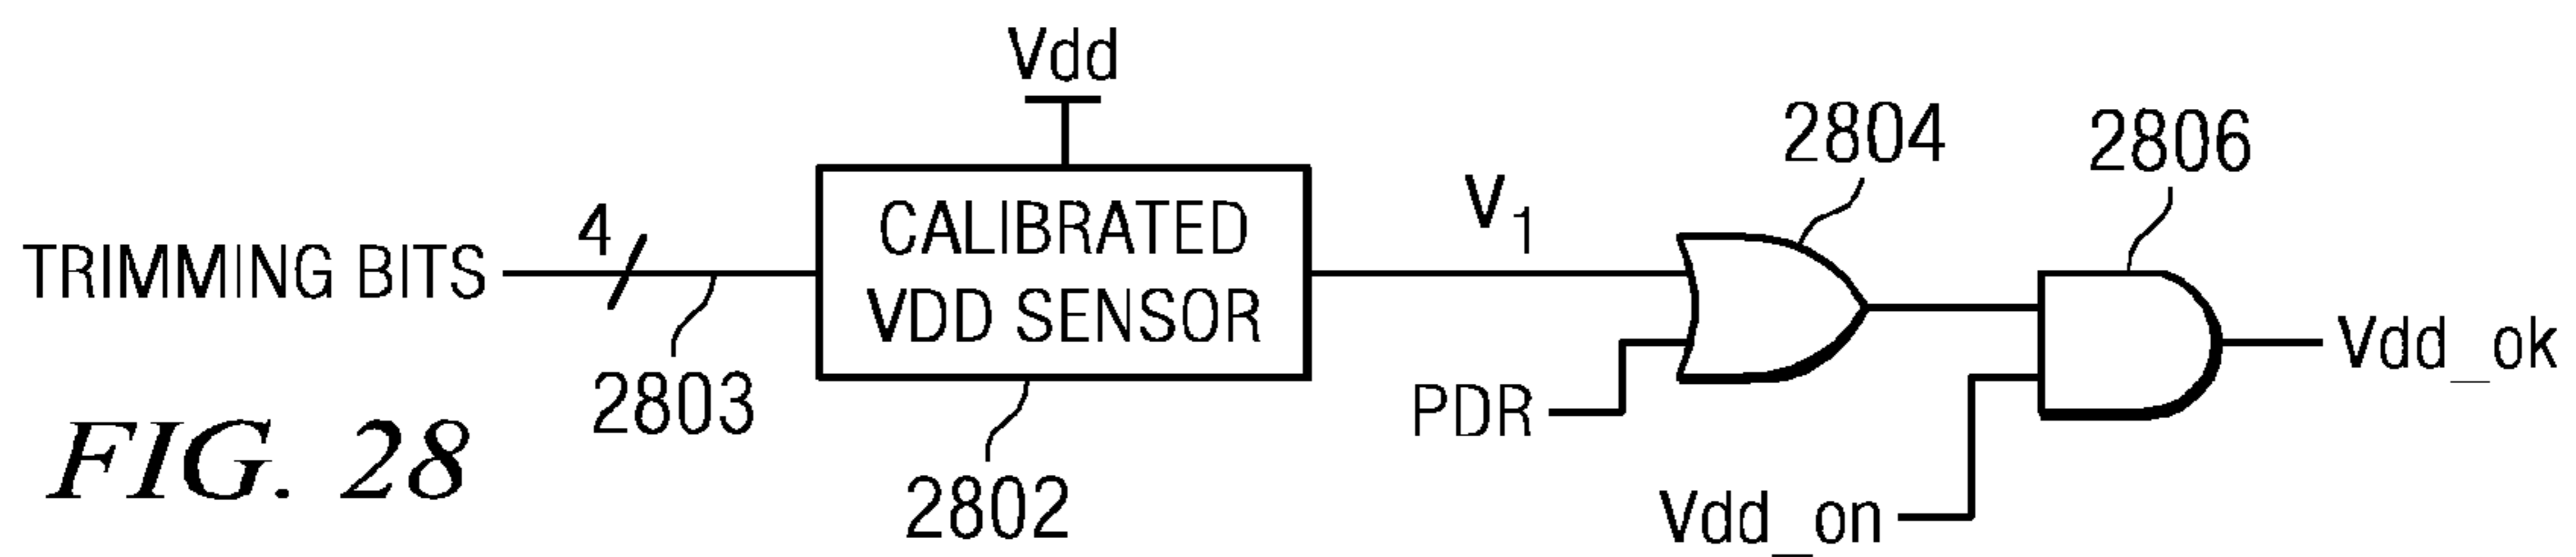 Vdd
2804
2806
TRIMMING BITS
4
CALIBRATED
VDD SENSOR
V1
Vdd_ok
2803
PDR
FIG. 28
2802
Vdd_on